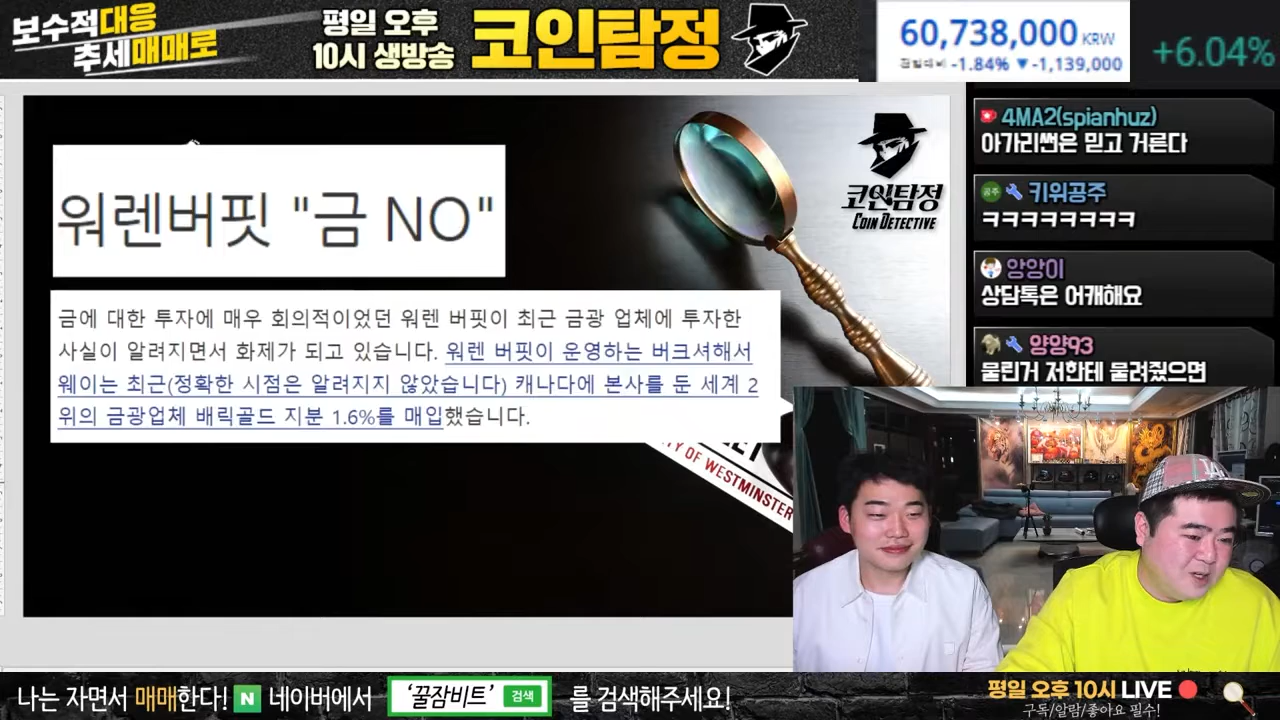 보수적대응
추세매매로
평일 오후
10시 생방송
코인탐정
60,738,000 KRW
전일대비 -1.84% ▼ -1,139,000
+6.04%
워렌버핏 "금 NO"
코인탐정
COIN DETECTIVE
금에 대한 투자에 매우 회의적이었던 워렌 버핏이 최근 금광 업체에 투자한
사실이 알려지면서 화제가 되고 있습니다. 워렌 버핏이 운영하는 버크셔해서
웨이는 최근(정확한 시점은 알려지지 않았습니다) 캐나다에 본사를 둔 세계 2
위의 금광업체 배릭골드 지분 1.6%를 매입했습니다.
TY OF WESTMINSTER
4MA2(spianhuz)
아가리썬은 믿고 거른다
공주 키위공주
ㅋㅋㅋㅋㅋㅋㅋㅋ
앙앙이
상담톡은 어캐해요
양양93
물린거 저한테 물려줬으면
나는 자면서 매매한다! N 네이버에서 '꿀잠비트' 검색 를 검색해주세요!
평일 오후 10시 LIVE
구독/알람/좋아요 필수!